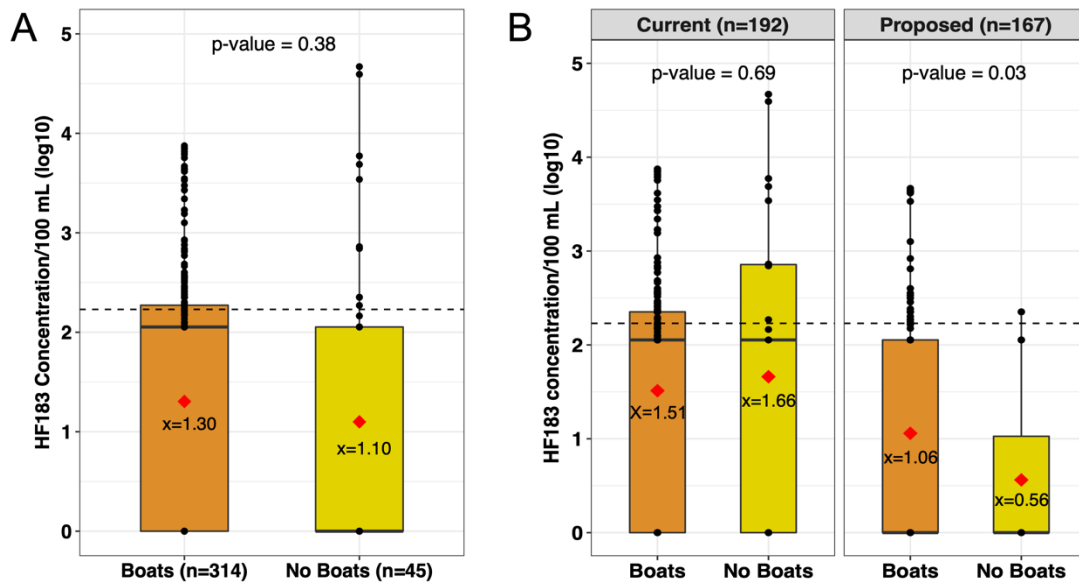 A
HF183 Concentration/100 mL (log10)
5
4
3
2
1
0
p-value = 0.38
x=1.30
x=1.10
Boats (n=314)
No Boats (n=45)
B
HF183 concentration/100 mL (log10)
5
4
3
2
1
0
Current (n=192)
p-value = 0.69
X=1.51
x=1.66
Boats
No Boats
Proposed (n=167)
p-value = 0.03
x=1.06
x=0.56
Boats
No Boats